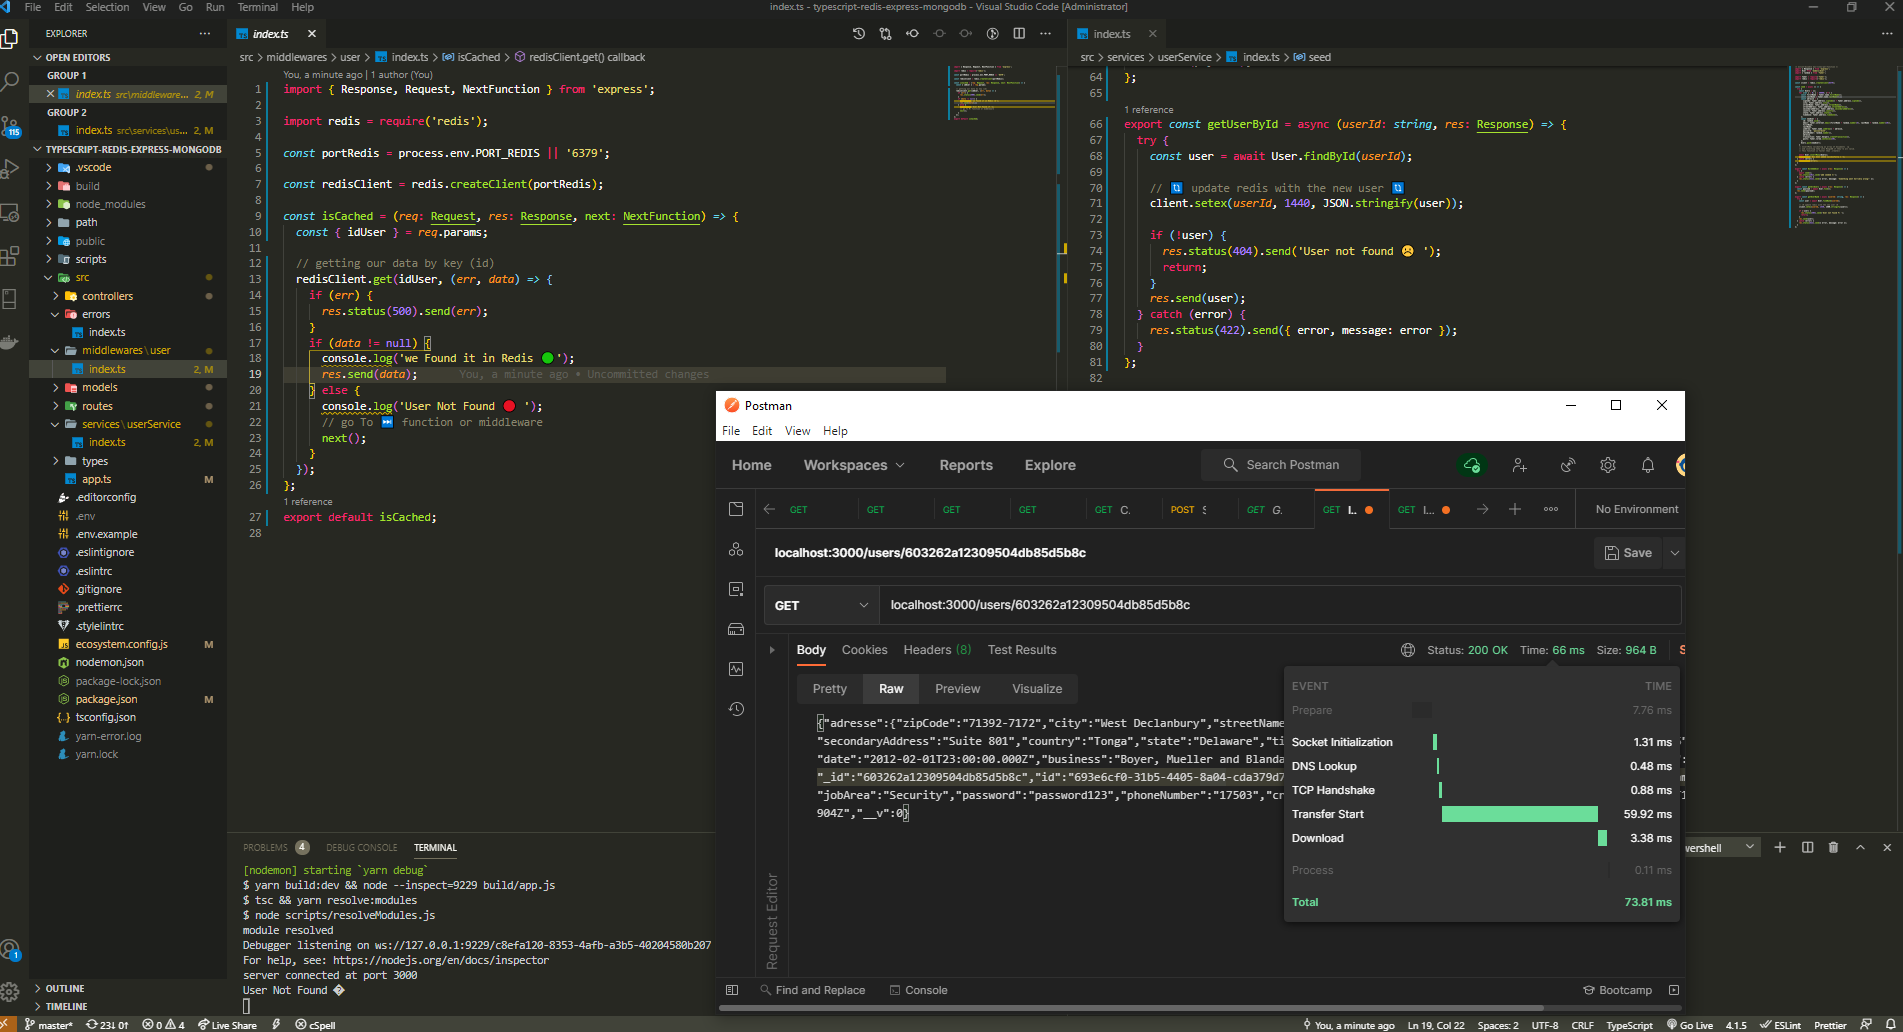 File Edit Selection View Go Run Terminal Help
index.ts - typescript-redis-express-mongodb - Visual Studio Code [Administrator]
EXPLORER
OPEN EDITORS
GROUP 1
index.ts src\middleware... 2, M
GROUP 2
index.ts src\services\us... 2, M
TYPESCRIPT-REDIS-EXPRESS-MONGODB
.vscode
build
node_modules
path
public
scripts
src
controllers
errors
index.ts
middlewares\user
index.ts 2, M
models
routes
services\userService
index.ts 2, M
types
app.ts M
.editorconfig
.env
.env.example
.eslintignore
.eslintrc
.gitignore
.prettierrc
.stylelintrc
ecosystem.config.js M
nodemon.json
package-lock.json
package.json M
tsconfig.json
yarn-error.log
yarn.lock
OUTLINE
TIMELINE
115
1
index.ts
src > middlewares > user > index.ts > isCached > redisClient.get() callback
You, a minute ago | 1 author (You)
1 import { Response, Request, NextFunction } from 'express';
2
3 import redis = require('redis');
4
5 const portRedis = process.env.PORT_REDIS || '6379';
6
7 const redisClient = redis.createClient(portRedis);
8
9 const isCached = (req: Request, res: Response, next: NextFunction) => {
10 const { idUser } = req.params;
11
12 // getting our data by key (id)
13 redisClient.get(idUser, (err, data) => {
14 if (err) {
15 res.status(500).send(err);
16 }
17 if (data != null) {
18 console.log('we Found it in Redis 🟢');
19 res.send(data); You, a minute ago • Uncommitted changes
20 } else {
21 console.log('User Not Found 🔴 ');
22 // go To ⏭️ function or middleware
23 next();
24 }
25 });
26 };
1 reference
27 export default isCached;
28
index.ts
src > services > userService > index.ts > seed
64 };
65
1 reference
66 export const getUserById = async (userId: string, res: Response) => {
67 try {
68 const user = await User.findById(userId);
69
70 // 🔃 update redis with the new user 🔃
71 client.setex(userId, 1440, JSON.stringify(user));
72
73 if (!user) {
74 res.status(404).send('User not found ☹️ ');
75 return;
76 }
77 res.send(user);
78 } catch (error) {
79 res.status(422).send({ error, message: error });
80 }
81 };
82
PROBLEMS 4 DEBUG CONSOLE TERMINAL
[nodemon] starting `yarn debug`
$ yarn build:dev && node --inspect=9229 build/app.js
$ tsc && yarn resolve:modules
$ node scripts/resolveModules.js
module resolved
Debugger listening on ws://127.0.0.1:9229/c8efa120-8353-4afb-a3b5-40204580b207
For help, see: https://nodejs.org/en/docs/inspector
server connected at port 3000
User Not Found �
wershell
Postman
File Edit View Help
Home Workspaces Reports Explore
Search Postman
GET GET GET GET GET C. POST GET G. GET I.. GET I... No Environment
localhost:3000/users/603262a12309504db85d5b8c
Save
GET localhost:3000/users/603262a12309504db85d5b8c
Body Cookies Headers (8) Test Results
Status: 200 OK Time: 66 ms Size: 964 B S
Pretty Raw Preview Visualize
{"adresse":{"zipCode":"71392-7172","city":"West Declanbury","streetName
"secondaryAddress":"Suite 801","country":"Tonga","state":"Delaware","ti
"date":"2012-02-01T23:00:00.000Z","business":"Boyer, Mueller and Blanda
"_id":"603262a12309504db85d5b8c","id":"693e6cf0-31b5-4405-8a04-cda379d7
"jobArea":"Security","password":"password123","phoneNumber":"17503","cr
904Z","__v":0}
EVENT TIME
Prepare 7.76 ms
Socket Initialization 1.31 ms
DNS Lookup 0.48 ms
TCP Handshake 0.88 ms
Transfer Start 59.92 ms
Download 3.38 ms
Process 0.11 ms
Total 73.81 ms
Request Editor
Find and Replace Console Bootcamp
master* 23↓ 0↑ 0 4 Live Share cSpell
You, a minute ago Ln 19, Col 22 Spaces: 2 UTF-8 CRLF TypeScript Go Live 4.1.5 ESLint Prettier